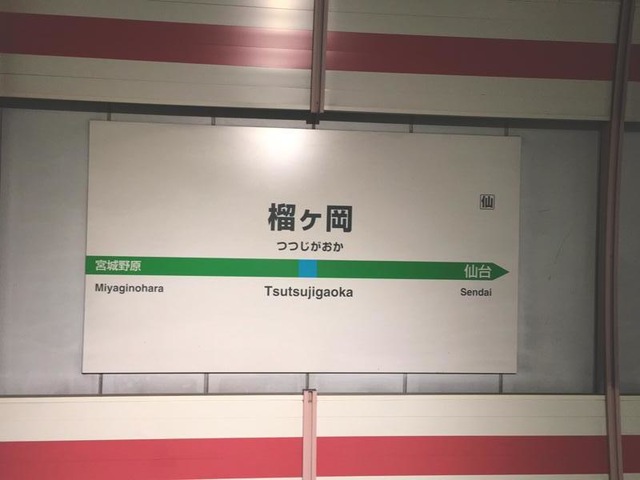 仙
榴ヶ岡
つつじがおか
宮城野原
仙台
Miyaginohara
Tsutsujigaoka
Sendai